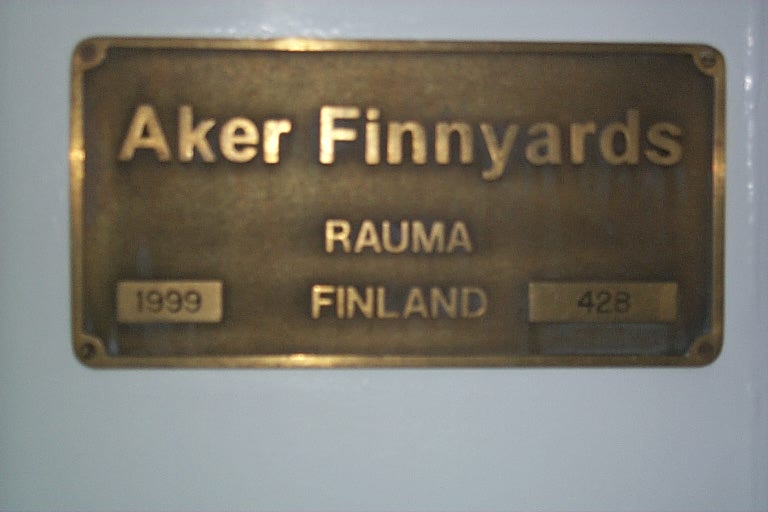 Aker Finnyards
RAUMA
1999 FINLAND 428